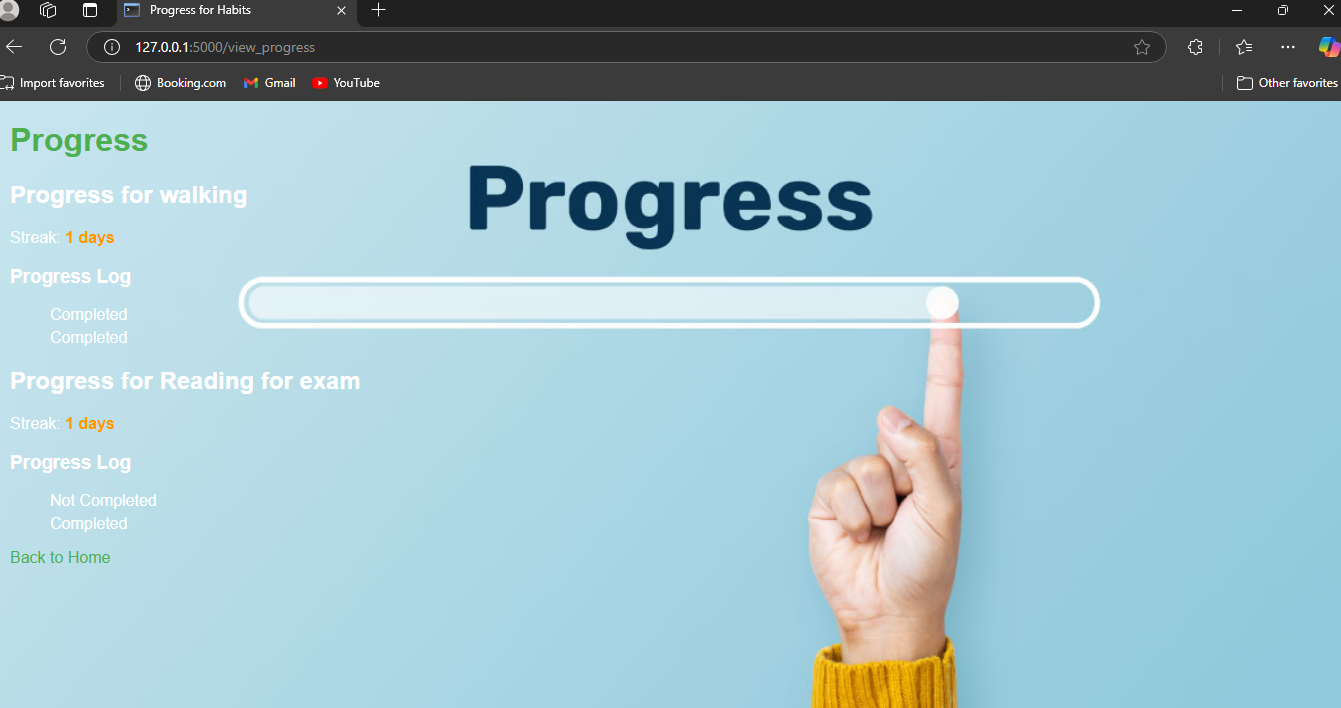 Progress for Habits
127.0.0.1:5000/view_progress
Import favorites
Booking.com
Gmail
YouTube
Other favorites
Progress
Progress
Progress for walking
Streak: 1 days
Progress Log
Completed
Completed
Progress for Reading for exam
Streak: 1 days
Progress Log
Not Completed
Completed
Back to Home